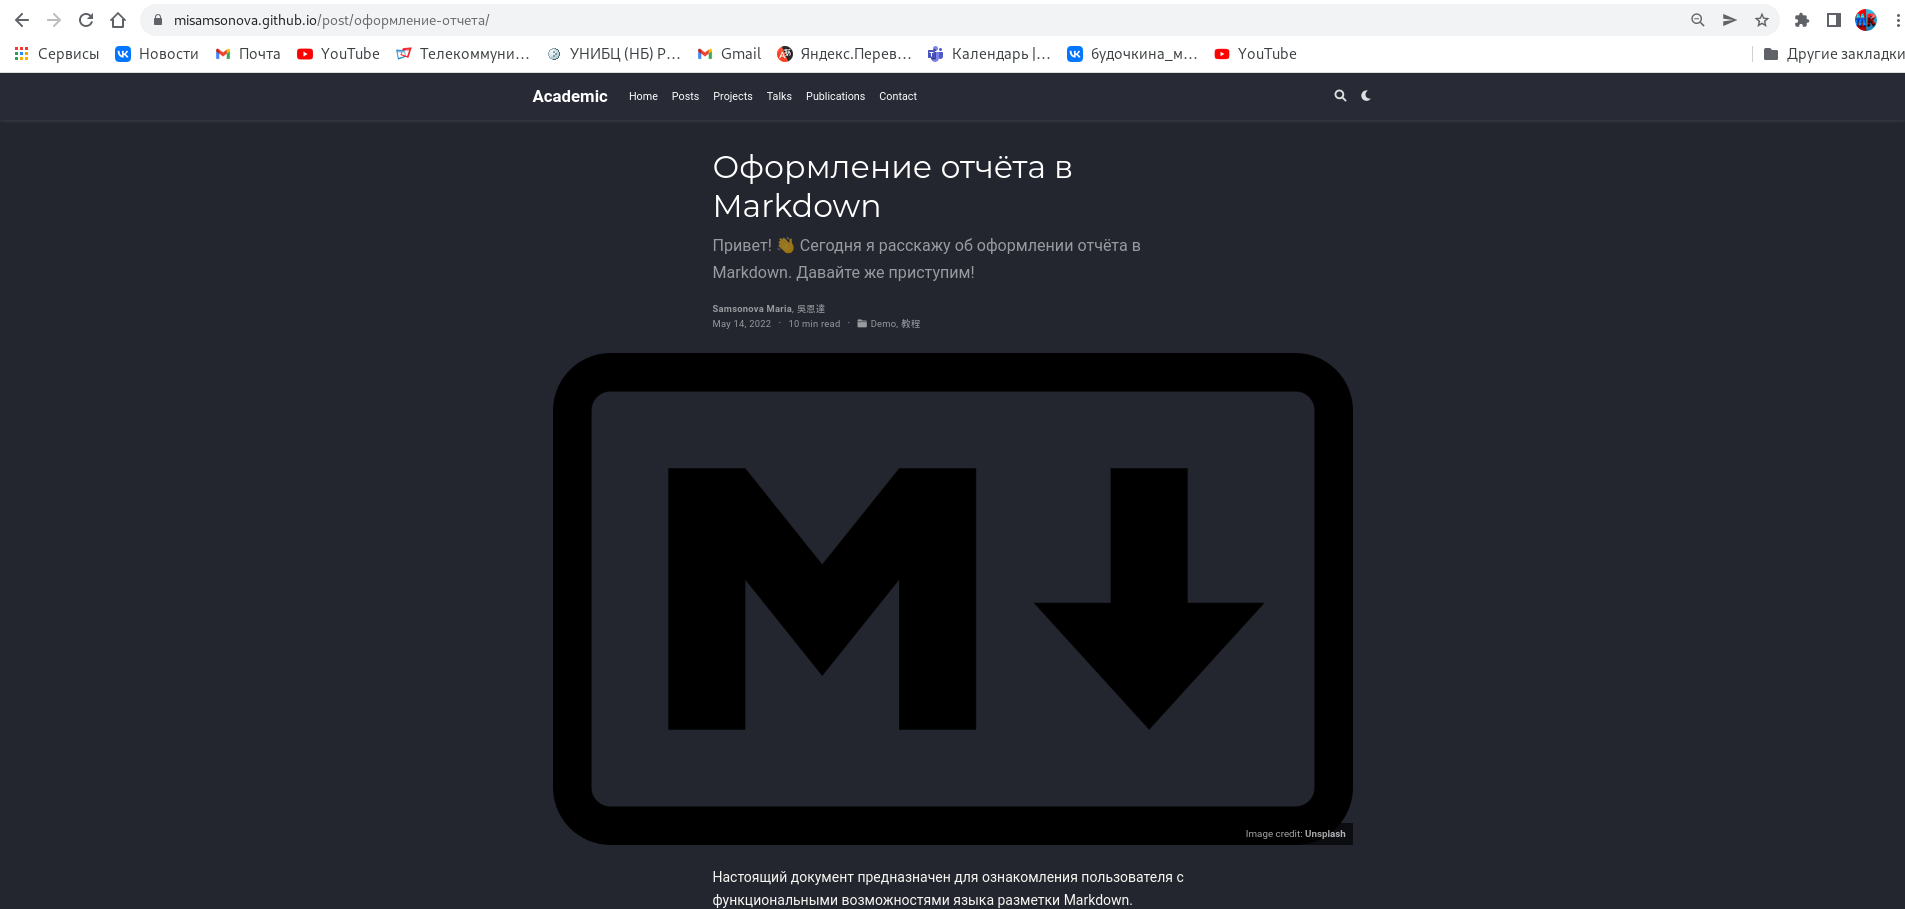 misamsonova.github.io/post/оформление-отчета/
Сервисы Новости Почта YouTube Телекоммуни... УНИБЦ (НБ) Р... Gmail Яндекс.Перев... Календарь |... будочкина_м... YouTube Другие закладки
Academic Home Posts Projects Talks Publications Contact
Оформление отчёта в
Markdown
Привет! 👋 Сегодня я расскажу об оформлении отчёта в
Markdown. Давайте же приступим!
Samsonova Maria, 吳恩達
May 14, 2022 · 10 min read · Demo, 教程
Image credit: Unsplash
Настоящий документ предназначен для ознакомления пользователя с
функциональными возможностями языка разметки Markdown.